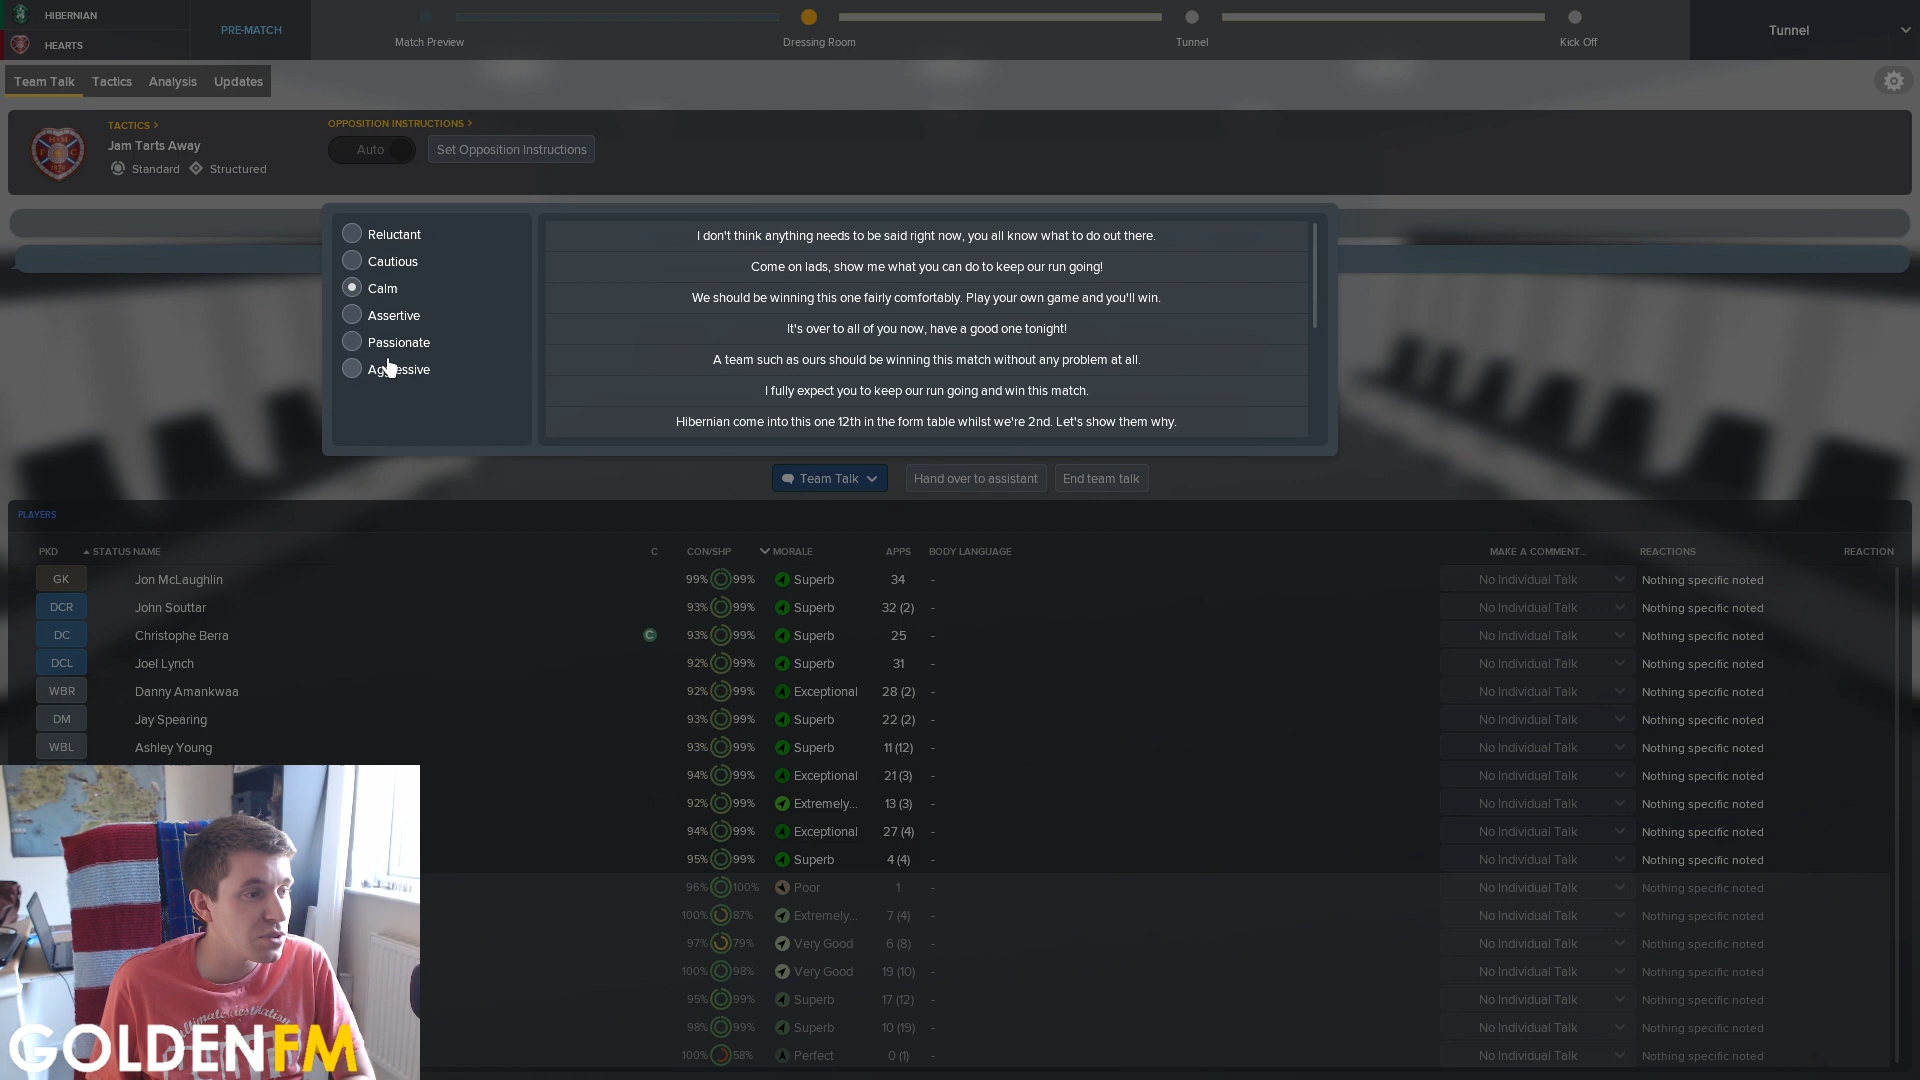 HIBERNIAN
HEARTS
PRE-MATCH
Match Preview
Dressing Room
Tunnel
Kick Off
Tunnel
Team Talk Tactics Analysis Updates
TACTICS >
Jam Tarts Away
Standard Structured
OPPOSITION INSTRUCTIONS >
Auto Set Opposition Instructions
Reluctant
Cautious
Calm
Assertive
Passionate
I don't think anything needs to be said right now, you all know what to do out there.
Come on lads, show me what you can do to keep our run going!
We should be winning this one fairly comfortably. Play your own game and you'll win.
It's over to all of you now, have a good one tonight!
A team such as ours should be winning this match without any problem at all.
I fully expect you to keep our run going and win this match.
Hibernian come into this one 12th in the form table whilst we're 2nd. Let's show them why.
Team Talk Hand over to assistant End team talk
PLAYERS
PKD STATUS NAME C CON/SHP MORALE APPS BODY LANGUAGE MAKE A COMMENT... REACTIONS REACTION
GK Jon McLaughlin 99% 99% Superb 34 - No Individual Talk Nothing specific noted
DCR John Souttar 93% 99% Superb 32 (2) - No Individual Talk Nothing specific noted
DC Christophe Berra C 93% 99% Superb 25 - No Individual Talk Nothing specific noted
DCL Joel Lynch 92% 99% Superb 31 - No Individual Talk Nothing specific noted
WBR Danny Amankwaa 92% 99% Exceptional 28 (2) - No Individual Talk Nothing specific noted
DM Jay Spearing 93% 99% Superb 22 (2) - No Individual Talk Nothing specific noted
WBL Ashley Young 93% 99% Superb 11 (12) - No Individual Talk Nothing specific noted
94% 99% Exceptional 21 (3) - No Individual Talk Nothing specific noted
92% 99% Extremely... 13 (3) - No Individual Talk Nothing specific noted
94% 99% Exceptional 27 (4) - No Individual Talk Nothing specific noted
95% 99% Superb 4 (4) - No Individual Talk Nothing specific noted
96% 100% Poor 1 - No Individual Talk Nothing specific noted
100% 87% Extremely... 7 (4) - No Individual Talk Nothing specific noted
97% 79% Very Good 6 (8) - No Individual Talk Nothing specific noted
100% 98% Very Good 19 (10) - No Individual Talk Nothing specific noted
95% 99% Superb 17 (12) - No Individual Talk Nothing specific noted
98% 99% Superb 10 (19) - No Individual Talk Nothing specific noted
100% 58% Perfect 0 (1) - No Individual Talk Nothing specific noted
GOLDENFM